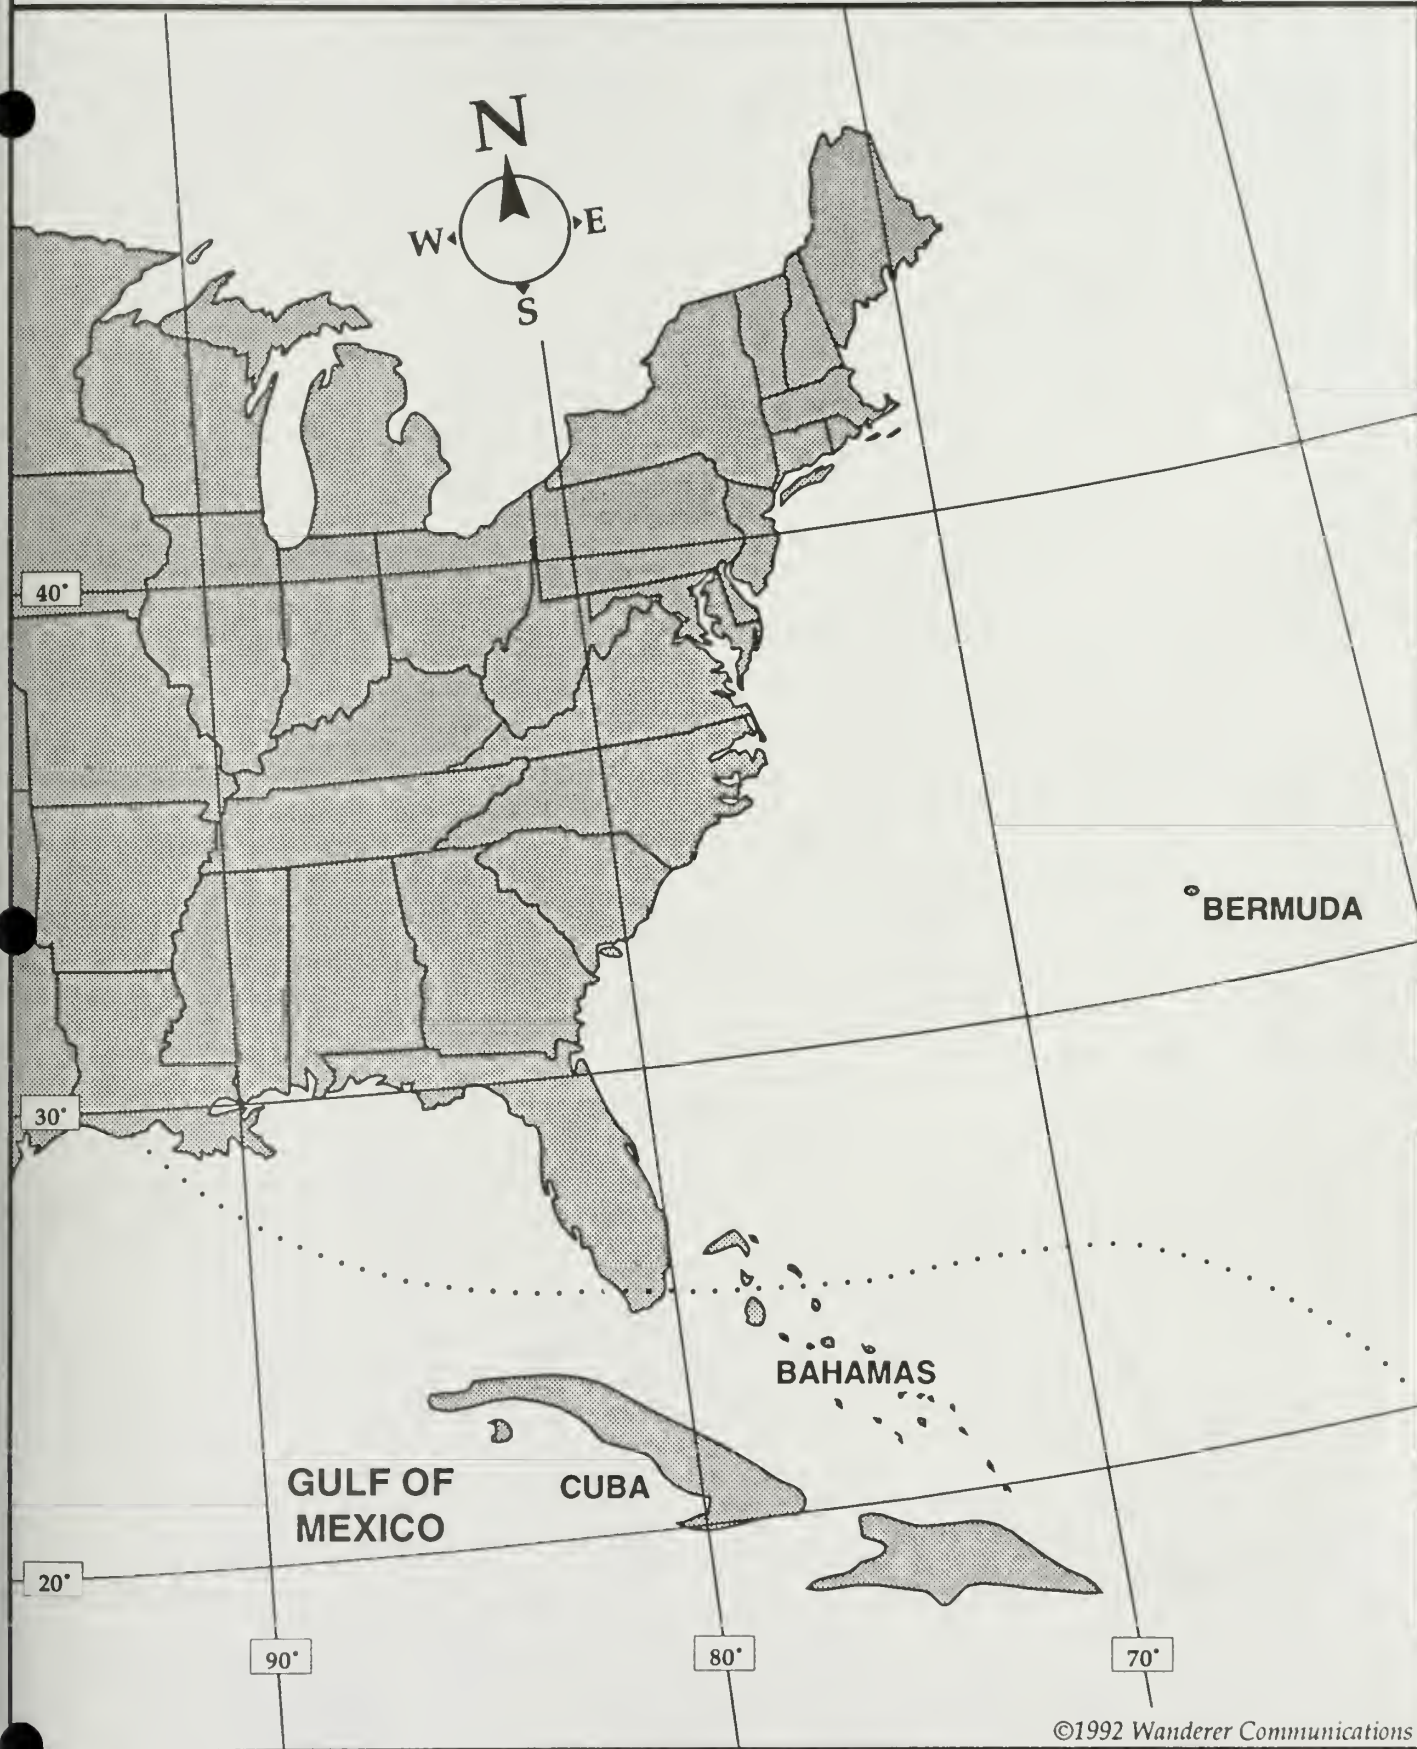 N
W
E
S
40°
BERMUDA
30°
BAHAMAS
GULF OF
MEXICO
CUBA
20°
90°
80°
70°
©1992 Wanderer Communications